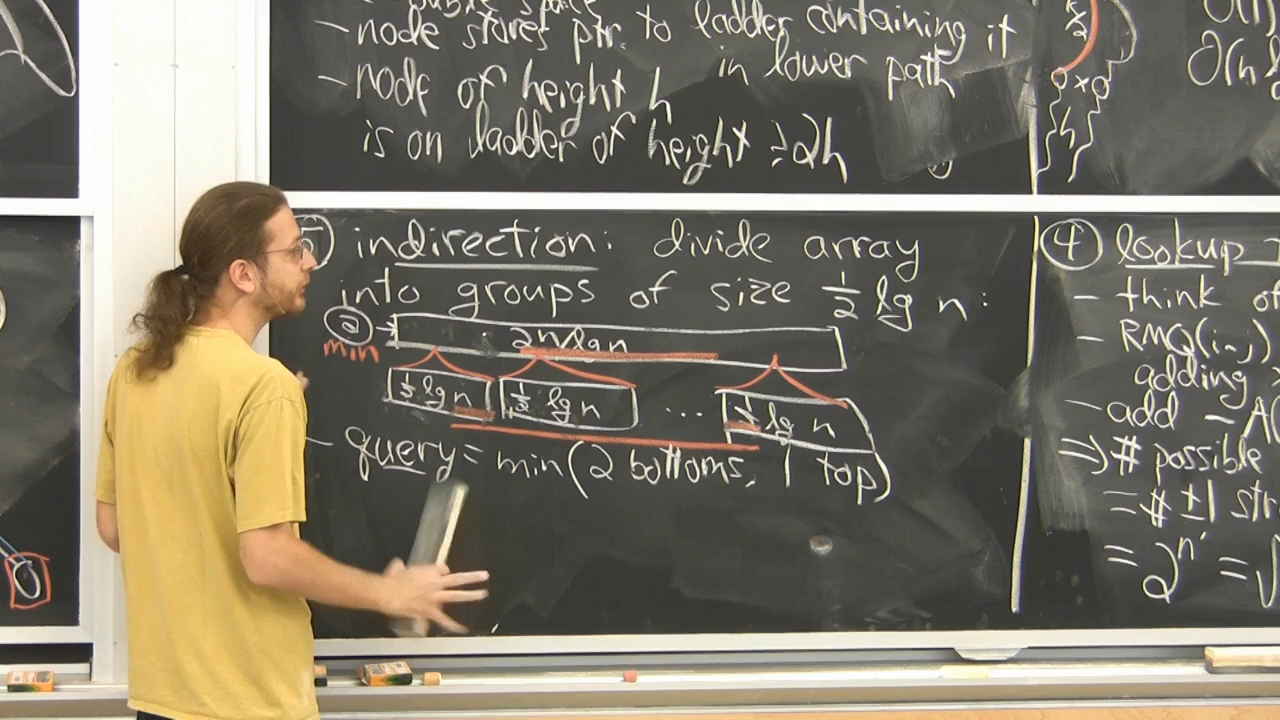 - node stores ptr. to ladder containing it
in lower path
- node of height h
is on ladder of height ≥2h
indirection: divide array
into groups of size ½ lg n:
min
2n/lg n
½ lg n ½ lg n ... ½ lg n
- query = min(2 bottoms, 1 top)
④ lookup
- think of
- RMQ(i,j)
adding
- add
⇒ # possible
= # ±1 str
= 2^n' = √